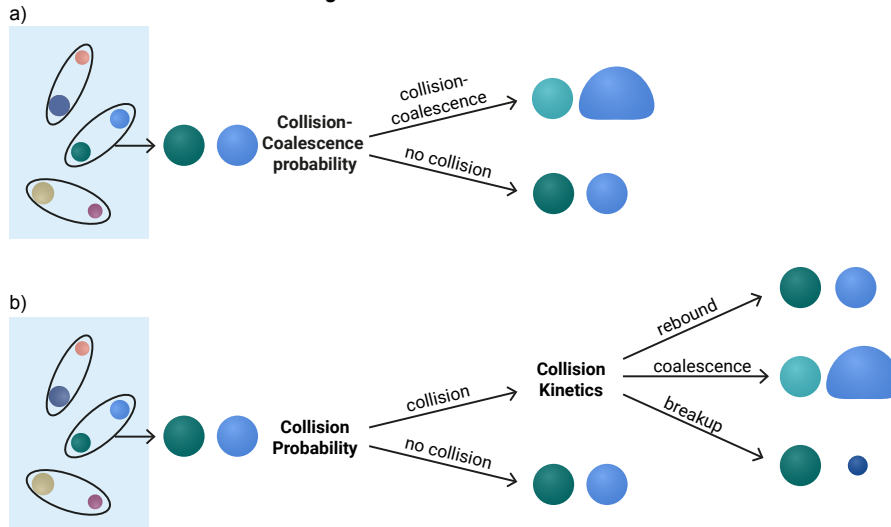 a)
Collision-
Coalescence
probability
collision-
coalescence
no collision
b)
Collision
Probability
collision
no collision
Collision
Kinetics
rebound
coalescence
breakup